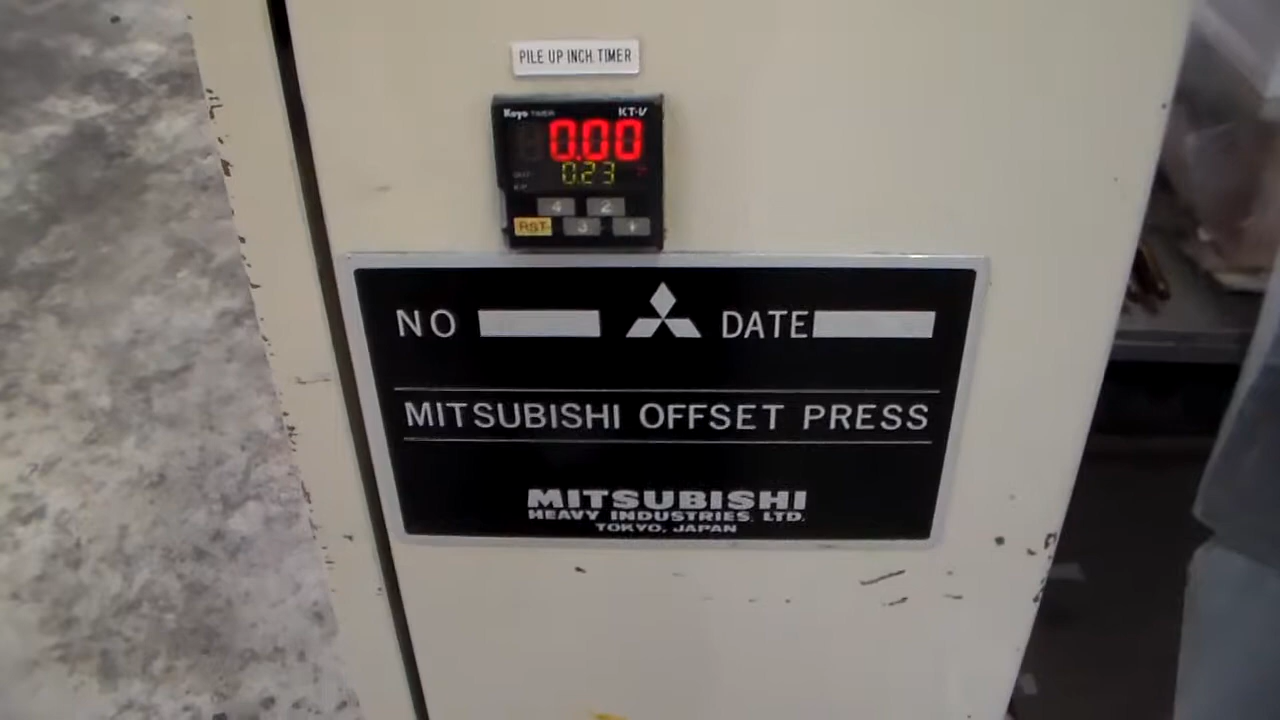 PILE UP INCH. TIMER
Koyo TIMER KT-V
0.00
0.23
4 2
RST 3
NO DATE
MITSUBISHI OFFSET PRESS
MITSUBISHI
HEAVY INDUSTRIES, LTD.
TOKYO, JAPAN